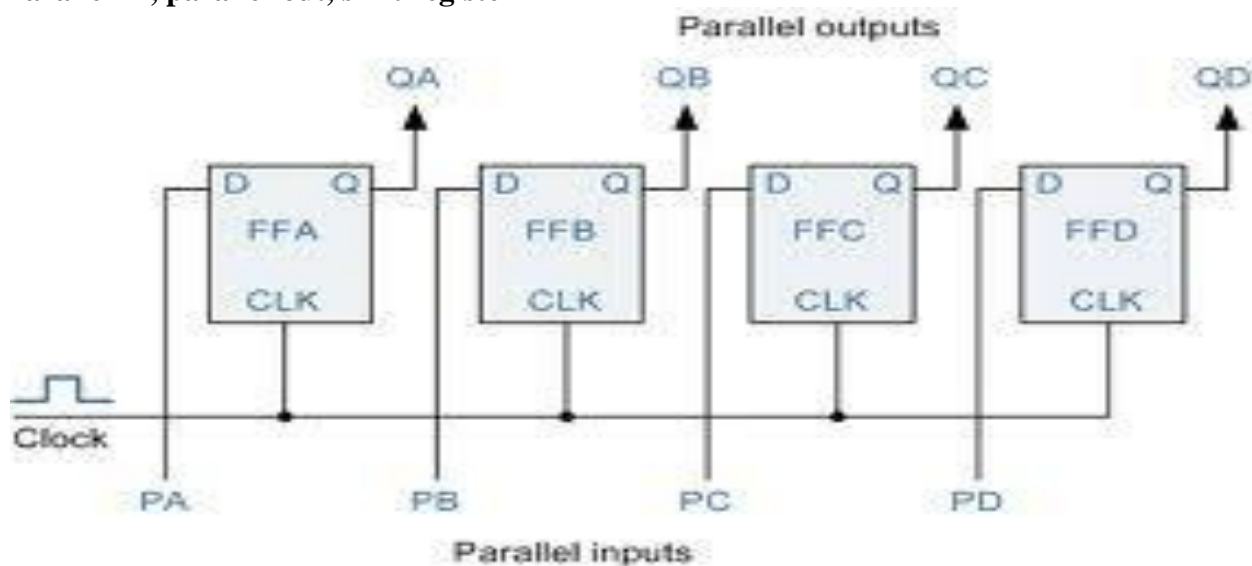 Parallel outputs
QA QB QC QD
D Q D Q D Q D Q
FFA FFB FFC FFD
CLK CLK CLK CLK
Clock
PA PB PC PD
Parallel inputs